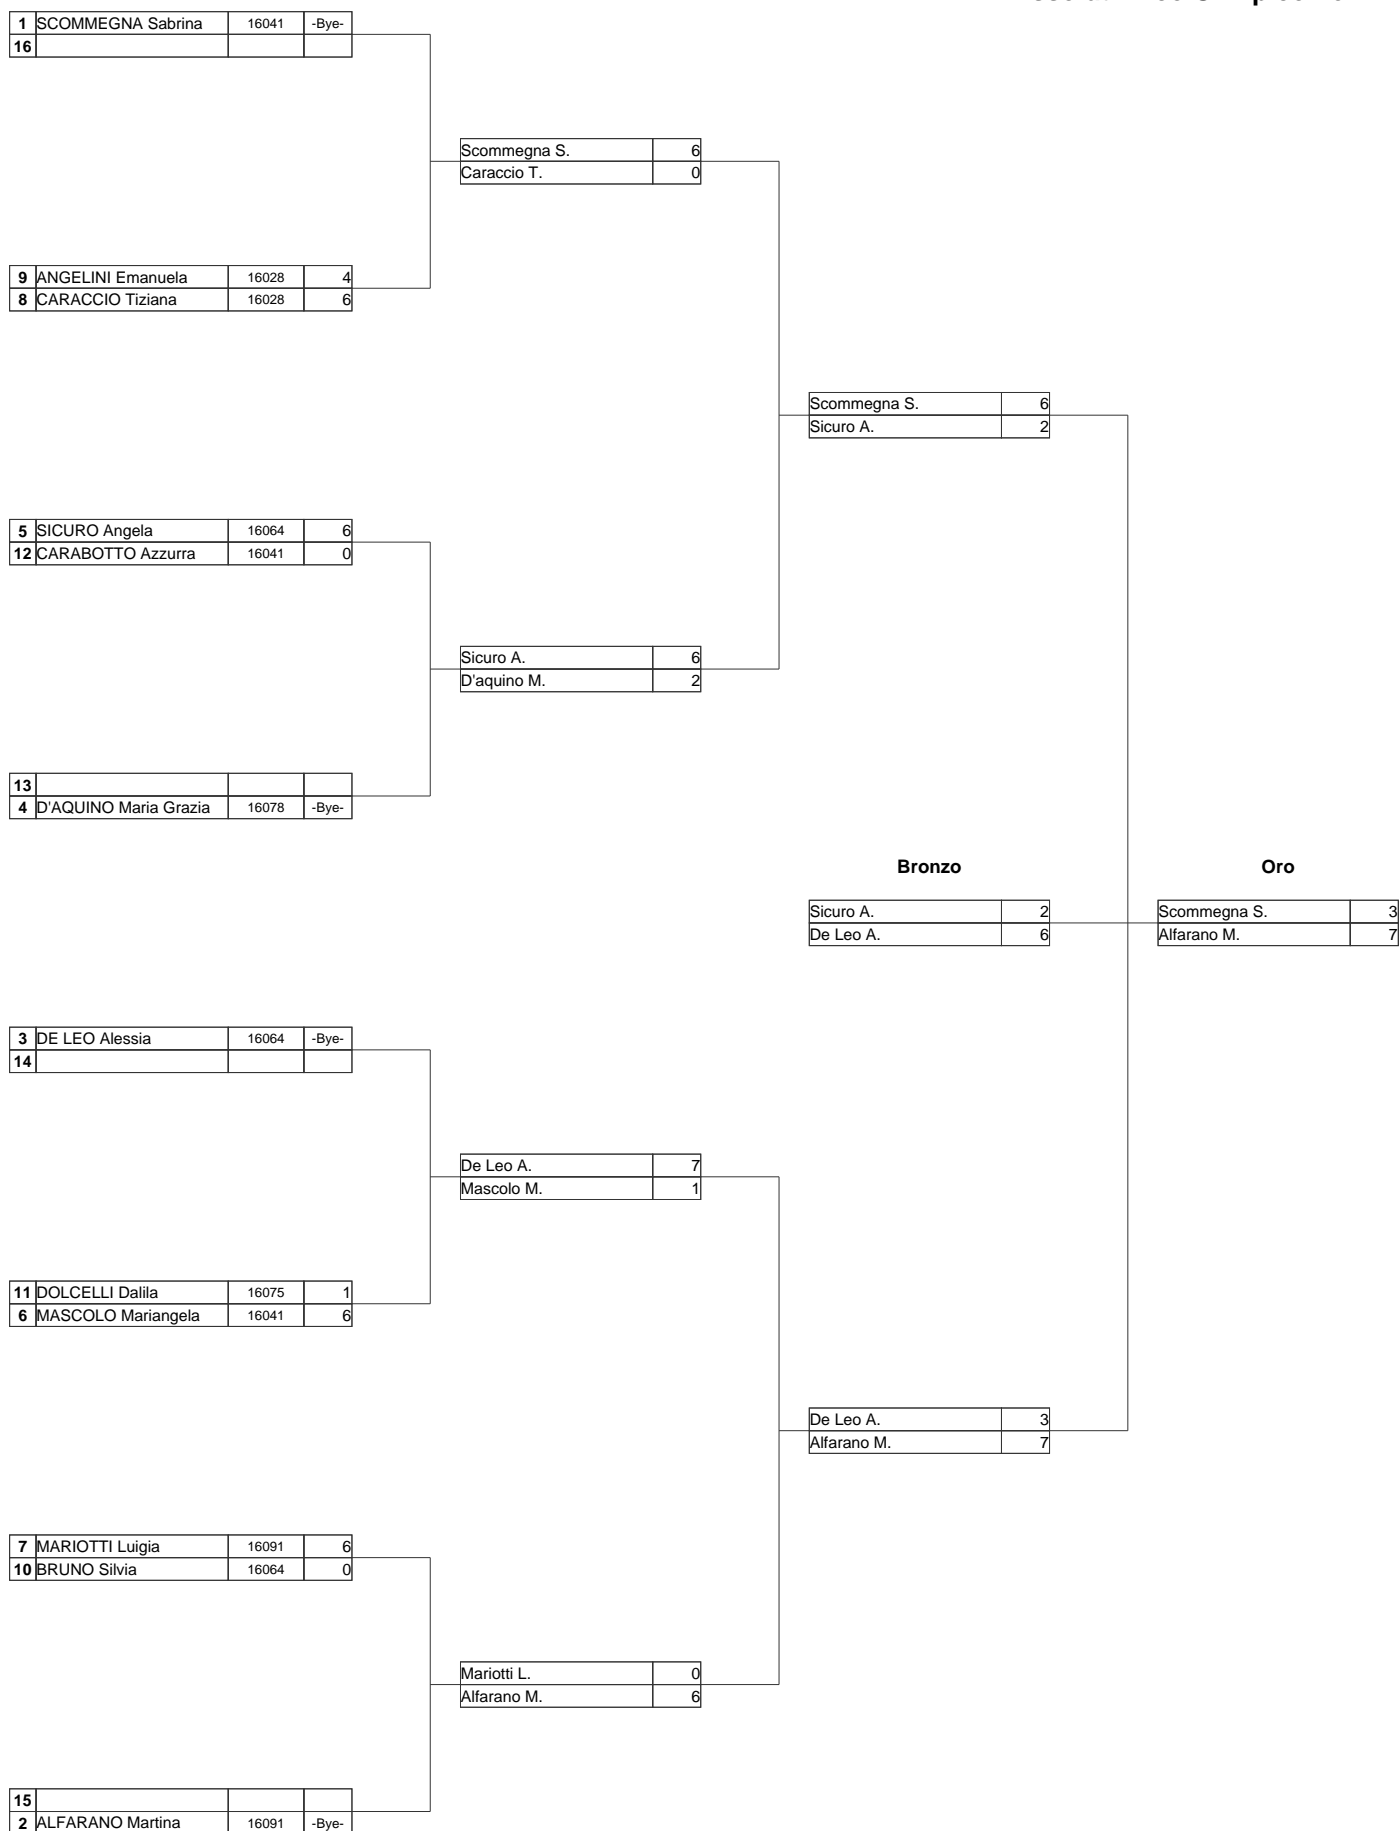 1 SCOMMEGNA Sabrina 16041 -Bye-
16
Scommegna S. 6
Caraccio T. 0
9 ANGELINI Emanuela 16028 4
8 CARACCIO Tiziana 16028 6
Scommegna S. 6
Sicuro A. 2
5 SICURO Angela 16064 6
12 CARABOTTO Azzurra 16041 0
Sicuro A. 6
D'aquino M. 2
13
4 D'AQUINO Maria Grazia 16078 -Bye-
Bronzo Oro
Sicuro A. 2 Scommegna S. 3
De Leo A. 6 Alfarano M. 7
3 DE LEO Alessia 16064 -Bye-
14
De Leo A. 7
Mascolo M. 1
11 DOLCELLI Dalila 16075 1
6 MASCOLO Mariangela 16041 6
De Leo A. 3
Alfarano M. 7
7 MARIOTTI Luigia 16091 6
10 BRUNO Silvia 16064 0
Mariotti L. 0
Alfarano M. 6
15
2 ALFARANO Martina 16091 -Bye-